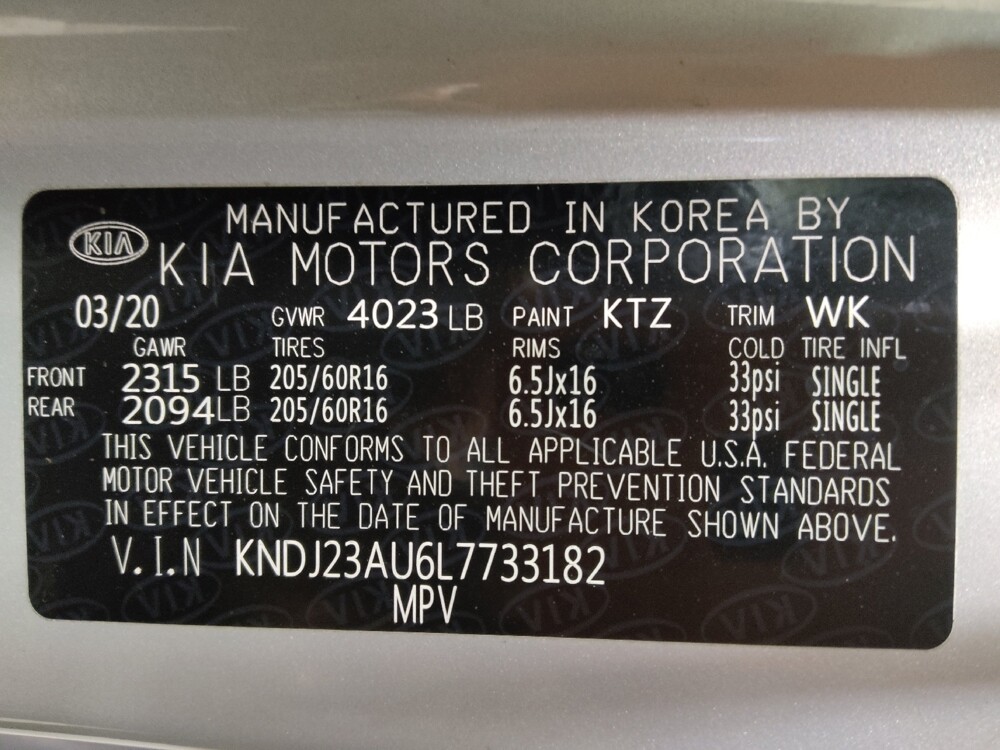 MANUFACTURED IN KOREA BY
KIA KIA MOTORS CORPORATION
03/20 GVWR 4023 LB PAINT KTZ TRIM WK
GAWR TIRES RIMS COLD TIRE INFL
FRONT 2315 LB 205/60R16 6.5Jx16 33psi SINGLE
REAR 2094 LB 205/60R16 6.5Jx16 33psi SINGLE
THIS VEHICLE CONFORMS TO ALL APPLICABLE U.S.A. FEDERAL
MOTOR VEHICLE SAFETY AND THEFT PREVENTION STANDARDS
IN EFFECT ON THE DATE OF MANUFACTURE SHOWN ABOVE.
V.I.N KNDJ23AU6L7733182
MPV